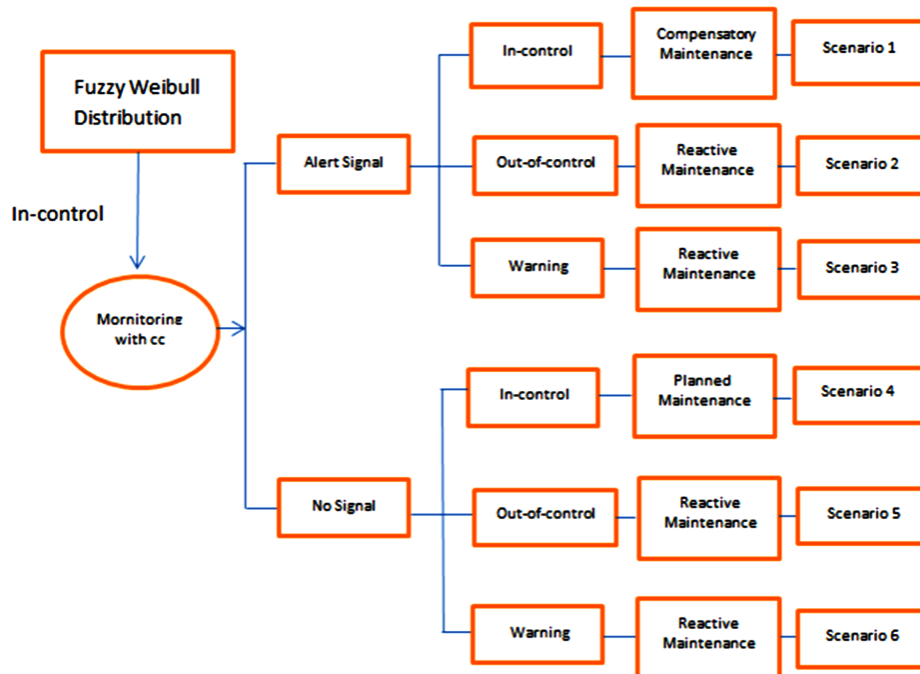 Fuzzy Weibull
Distribution
In-control
Mornitoring
with cc
Alert Signal
In-control
Compensatory
Maintenance
Scenario 1
Out-of-control
Reactive
Maintenance
Scenario 2
Warning
Reactive
Maintenance
Scenario 3
No Signal
In-control
Planned
Maintenance
Scenario 4
Out-of-control
Reactive
Maintenance
Scenario 5
Warning
Reactive
Maintenance
Scenario 6